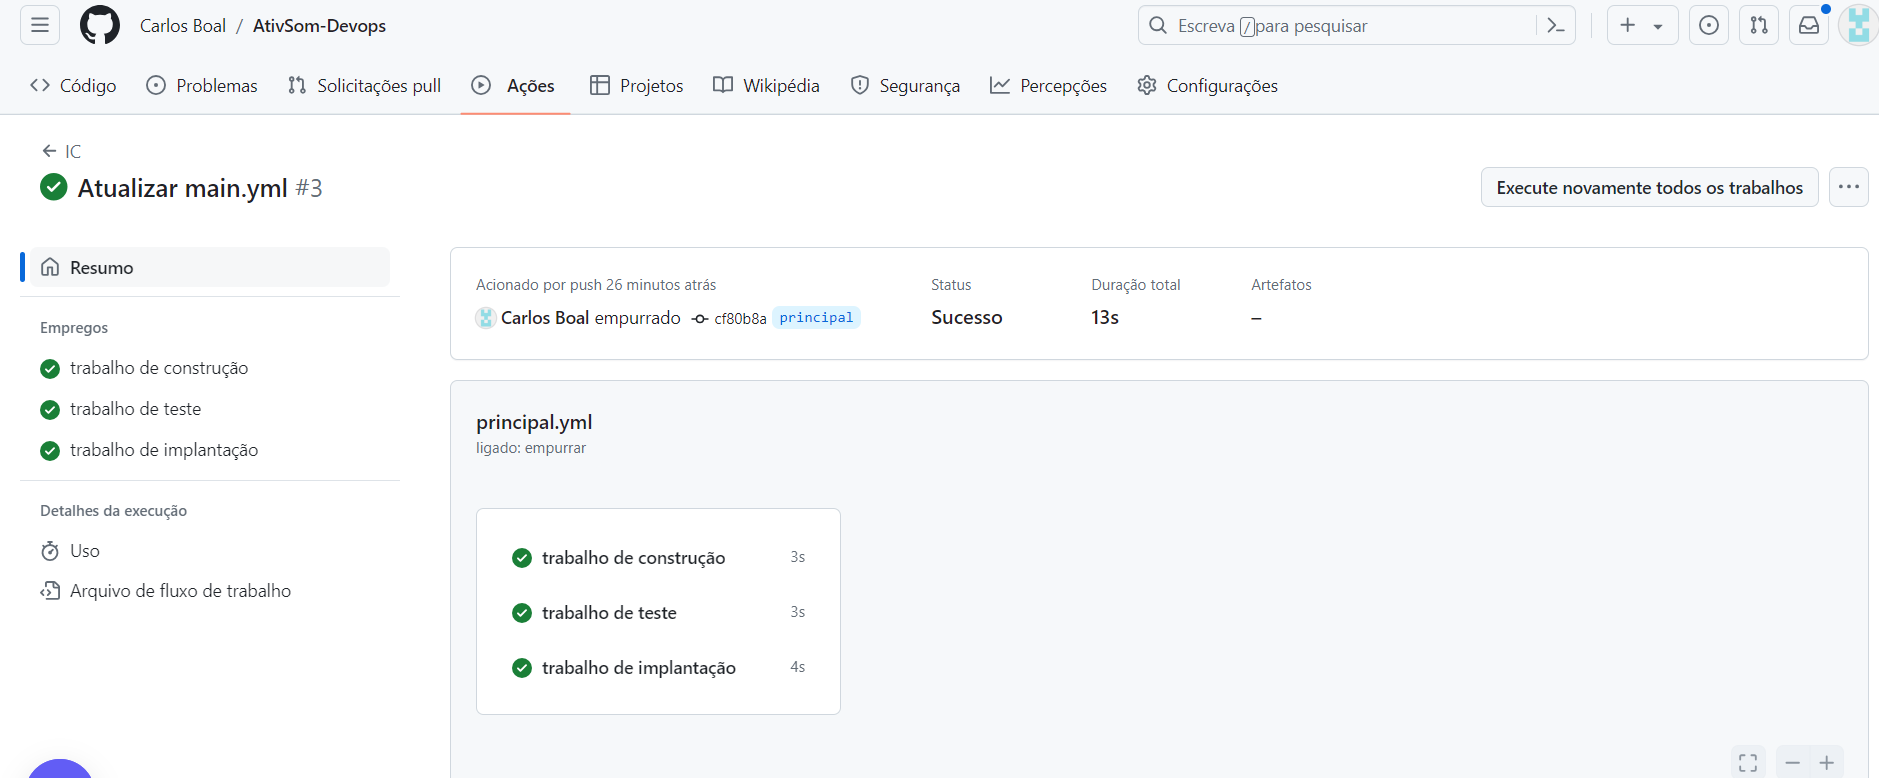 Carlos Boal / AtivSom-Devops
Escreva / para pesquisar
Código Problemas Solicitações pull Ações Projetos Wikipédia Segurança Percepções Configurações
IC
Atualizar main.yml #3
Execute novamente todos os trabalhos
Resumo
Empregos
trabalho de construção
trabalho de teste
trabalho de implantação
Detalhes da execução
Uso
Arquivo de fluxo de trabalho
Acionado por push 26 minutos atrás
Carlos Boal empurrado cf80b8a principal
Status
Sucesso
Duração total
13s
Artefatos
–
principal.yml
ligado: empurrar
trabalho de construção 3s
trabalho de teste 3s
trabalho de implantação 4s